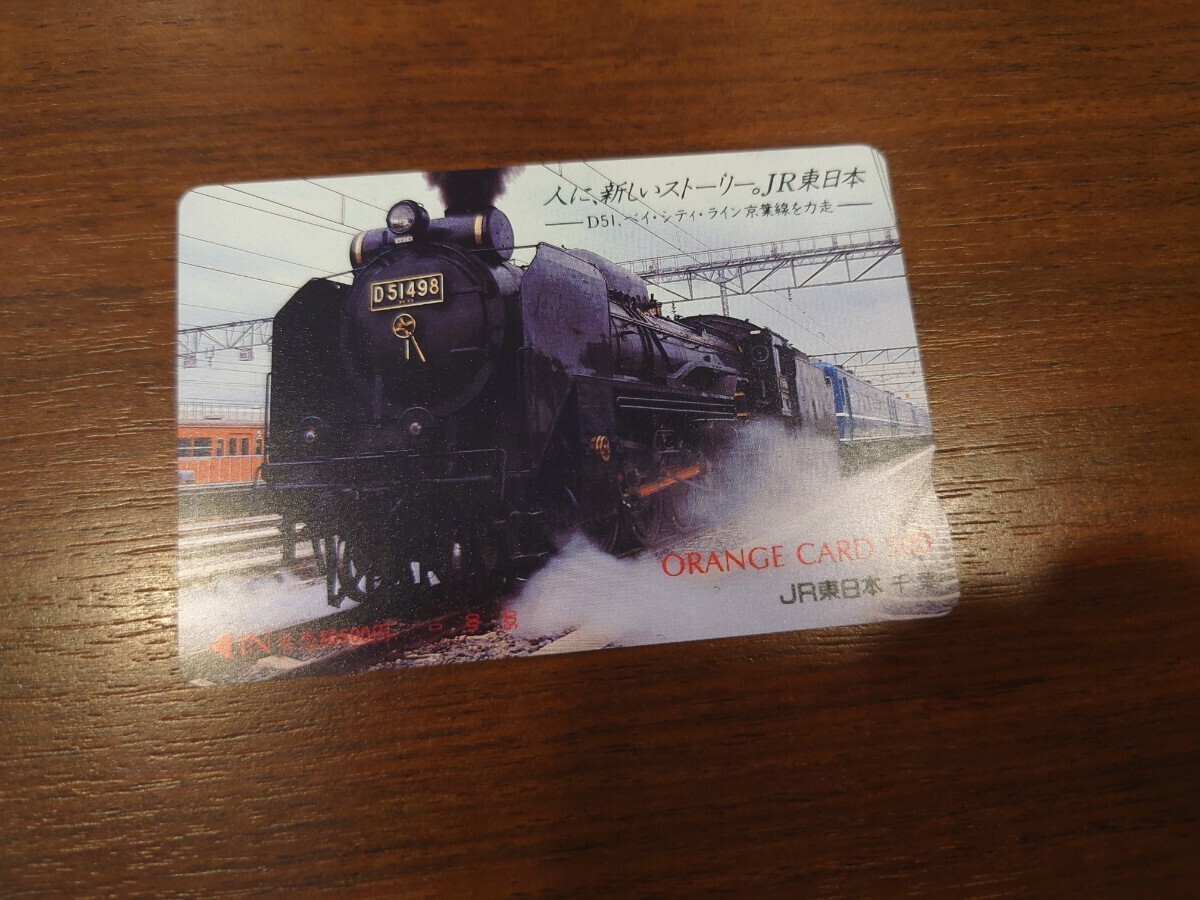 人に、新しいストーリー。JR東日本
D51、ベイ・シティ・ライン京葉線を力走
D51498
ORANGE CARD 500
JR東日本 千葉
◀IN